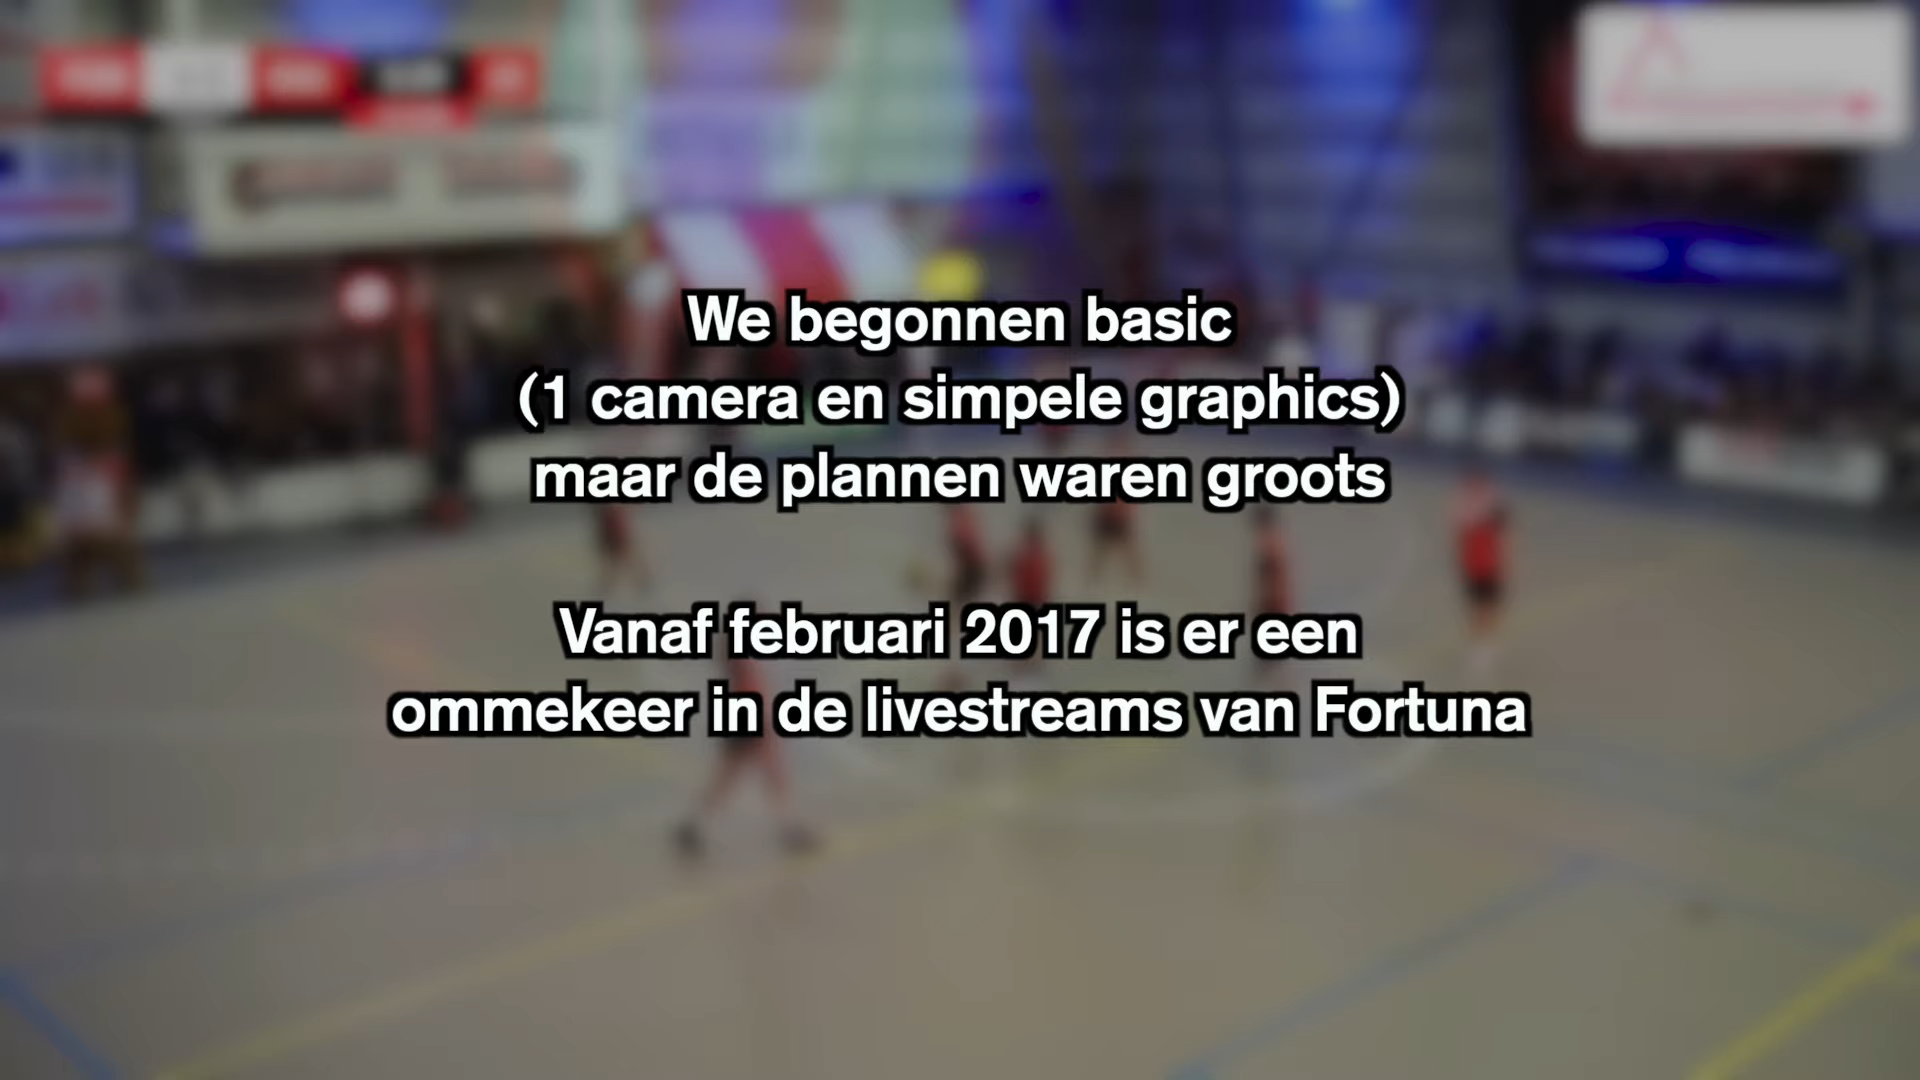 We begonnen basic
(1 camera en simpele graphics)
maar de plannen waren groots
Vanaf februari 2017 is er een
ommekeer in de livestreams van Fortuna